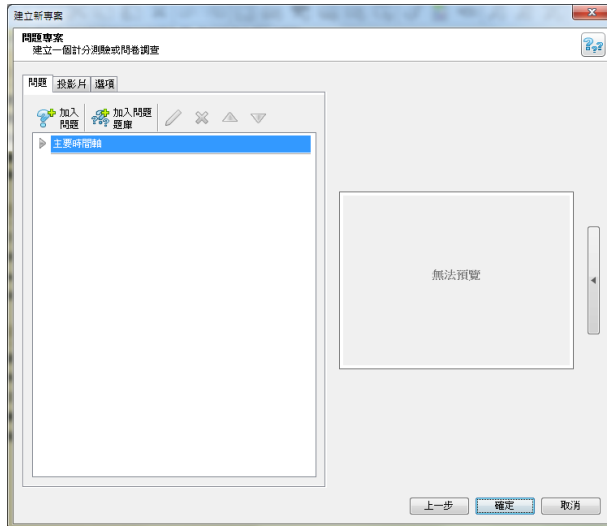 建立新專案
問題專案
建立一個計分測驗或問卷調查
問題 投影片 選項
加入問題 加入問題題庫
主要時間軸
無法預覽
上一步 確定 取消